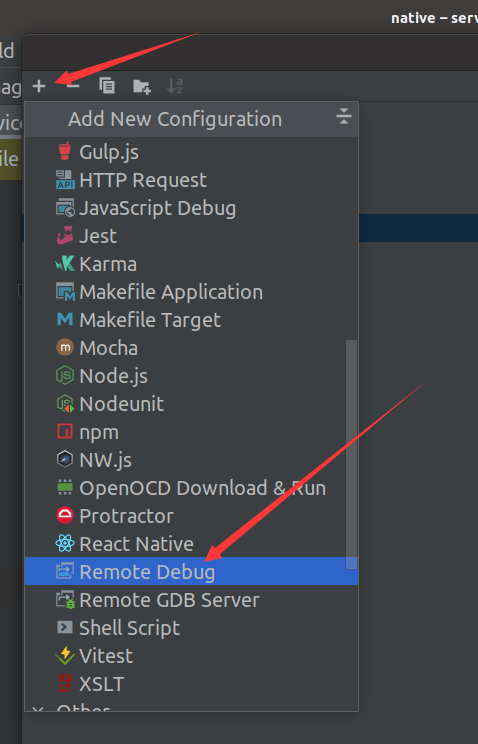 native – serv
ld
ag
vic
ile
Add New Configuration
Gulp.js
HTTP Request
JavaScript Debug
Jest
Karma
Makefile Application
Makefile Target
Mocha
Node.js
Nodeunit
npm
NW.js
OpenOCD Download & Run
Protractor
React Native
Remote Debug
Remote GDB Server
Shell Script
Vitest
XSLT
Other